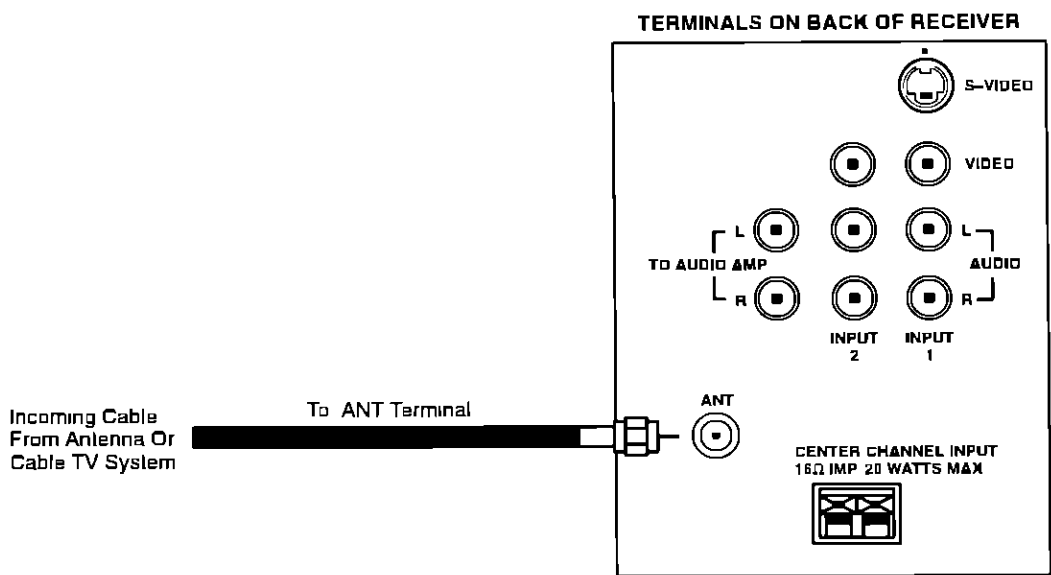 TERMINALS ON BACK OF RECEIVER
S-VIDEO
VIDEO
L
L
TO AUDIO AMP
AUDIO
R
R
INPUT
2
INPUT
1
ANT
To ANT Terminal
Incoming Cable
From Antenna Or
Cable TV System
CENTER CHANNEL INPUT
16Ω IMP 20 WATTS MAX